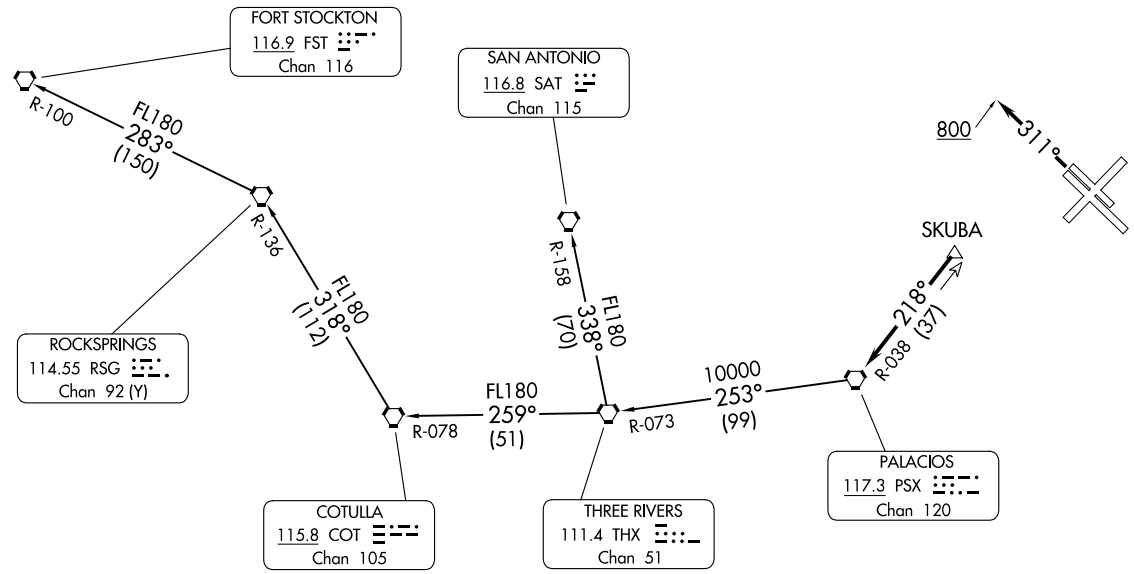 FORT STOCKTON
116.9 FST
Chan 116
SAN ANTONIO
116.8 SAT
Chan 115
R-100
FL180
283°
(150)
800
311°
R-136
R-158
SKUBA
FL180
318°
(112)
FL180
338°
(70)
218°
(37)
R-038
ROCKSPRINGS
114.55 RSG
Chan 92 (Y)
FL180
259°
(51)
R-078
10000
253°
(99)
R-073
PALACIOS
117.3 PSX
Chan 120
COTULLA
115.8 COT
Chan 105
THREE RIVERS
111.4 THX
Chan 51